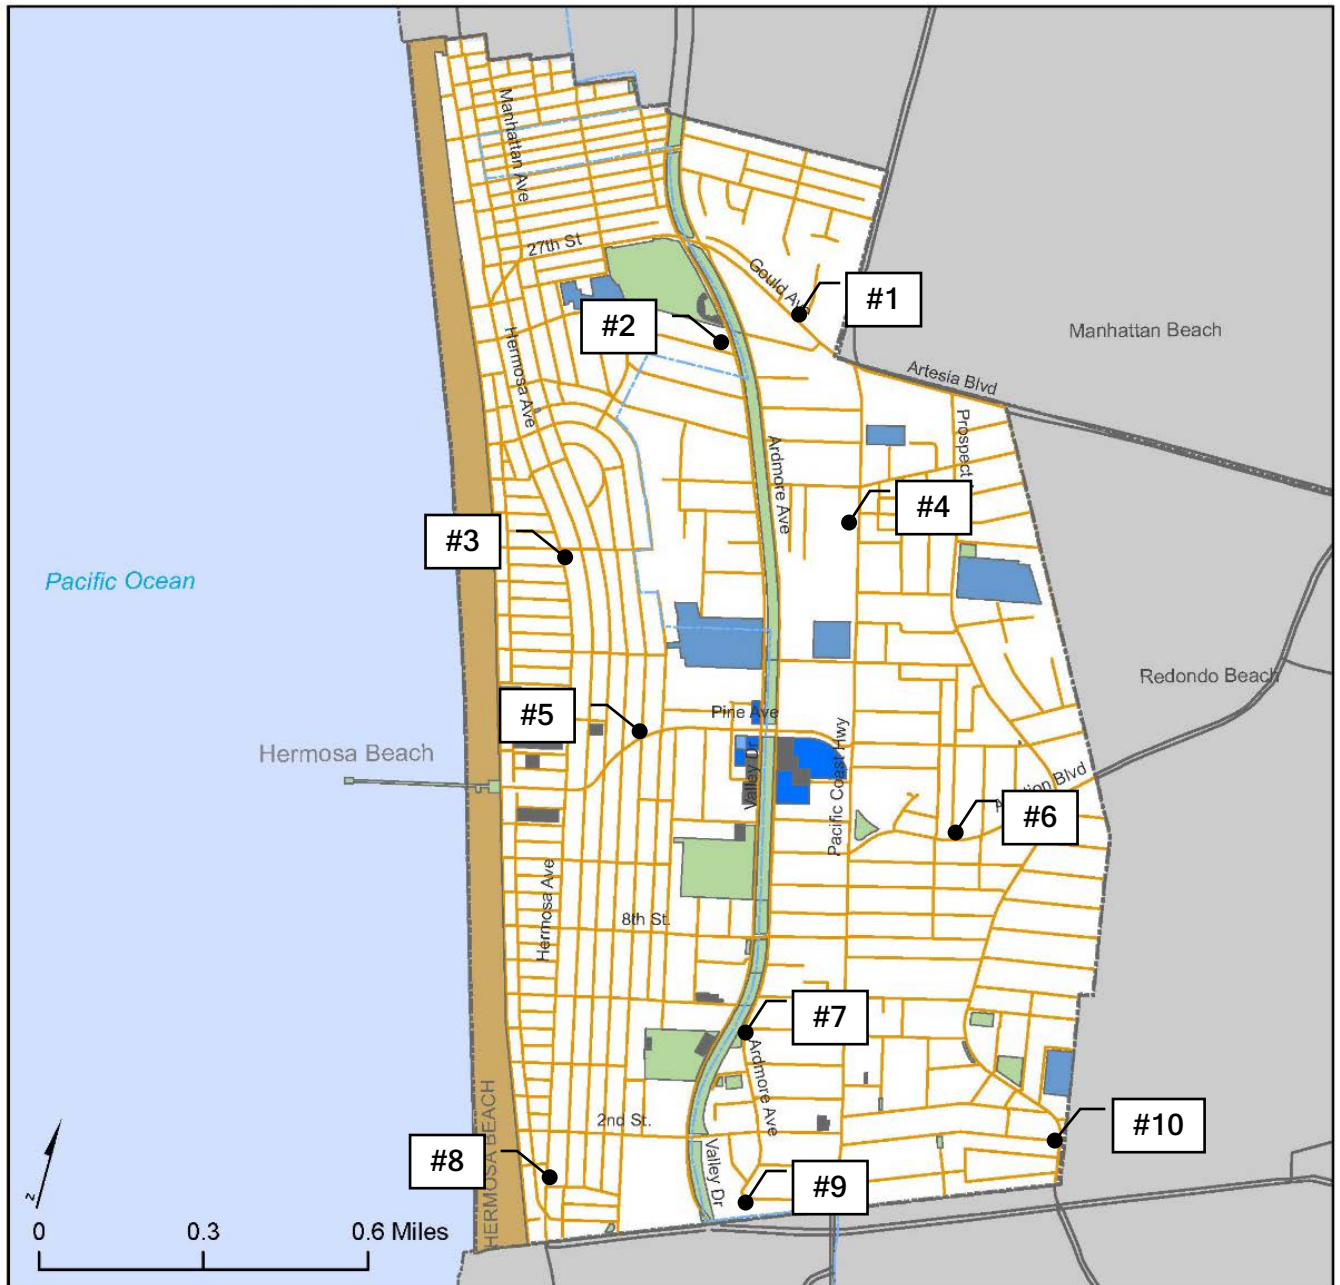 Manhattan Ave
27th St
Gould Ave
#1
#2
Manhattan Beach
Hermosa Ave
Artesia Blvd
Prospect
Ardmore Ave
#4
#3
Pacific Ocean
Redondo Beach
#5
Pine Ave
Hermosa Beach
Valley Dr
Pacific Coast Hwy
#6
Hermosa Ave
8th St.
#7
Ardmore Ave
HERMOSA BEACH
2nd St.
#10
#8
Valley Dr
#9
N
0 0.3 0.6 Miles